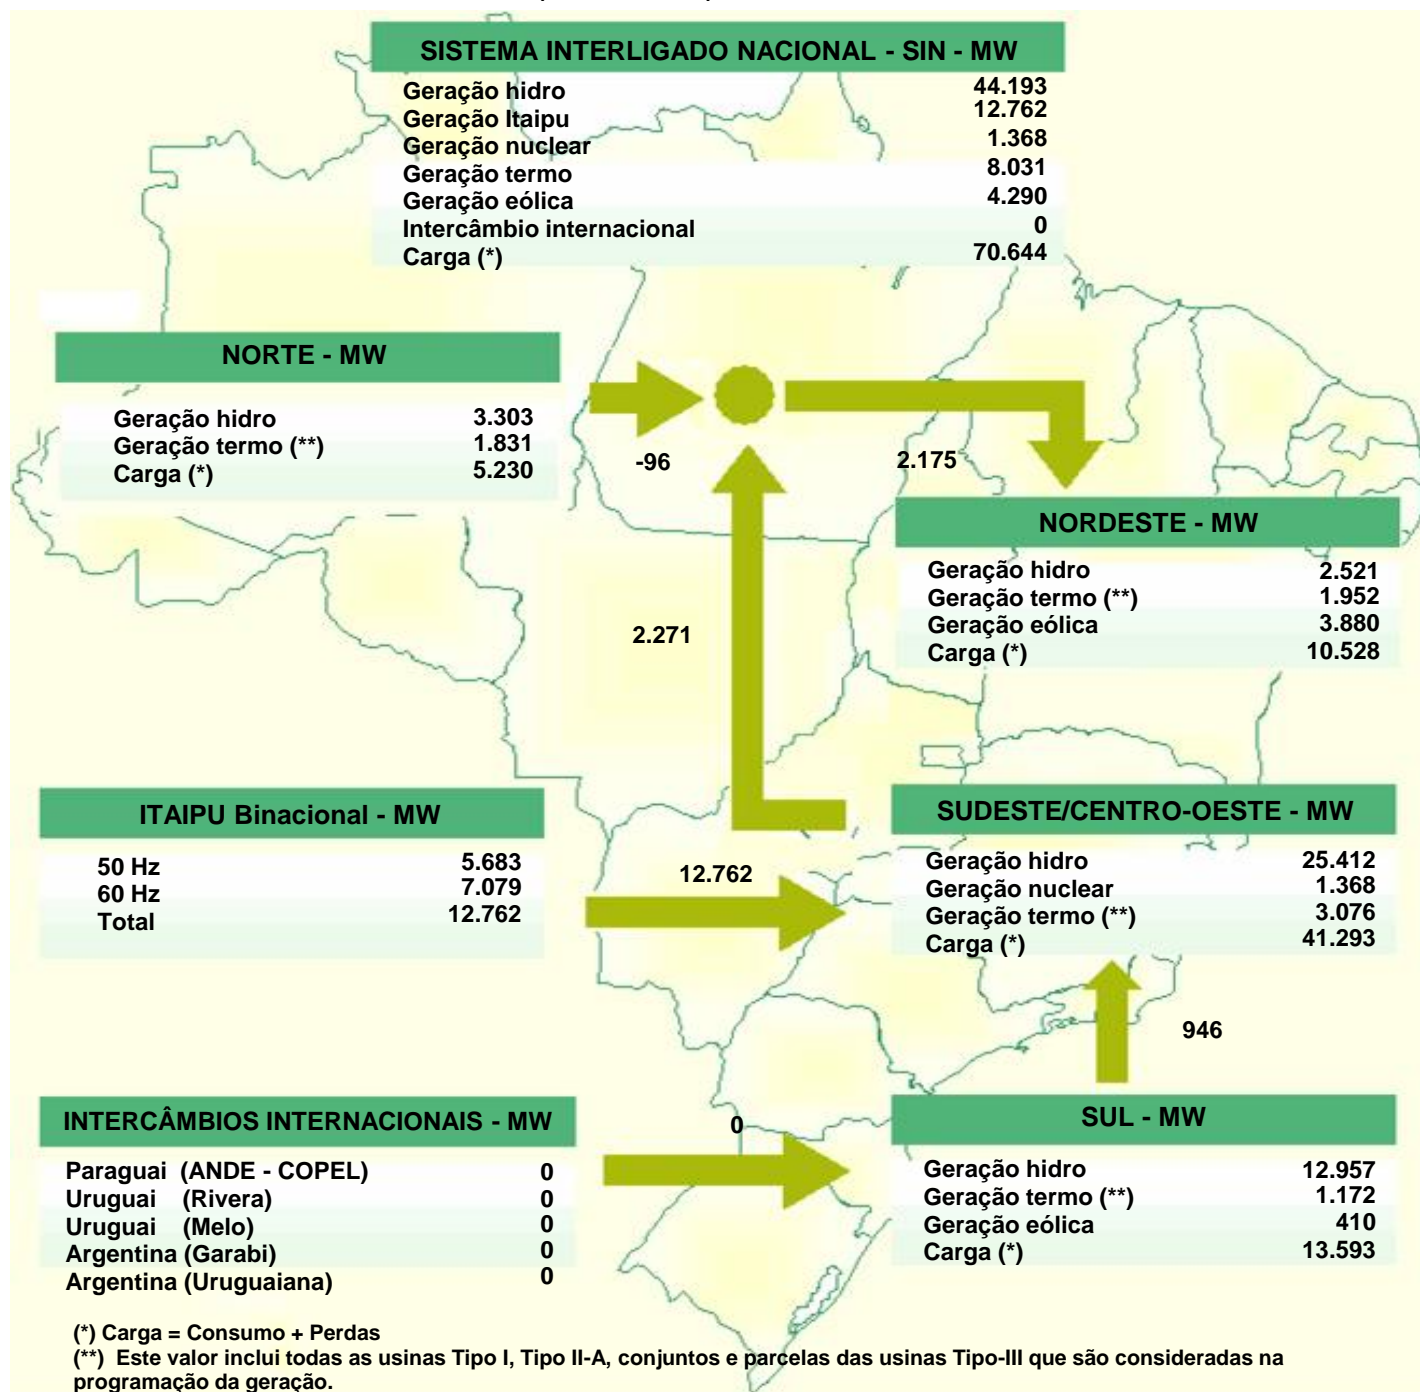 SISTEMA INTERLIGADO NACIONAL - SIN - MW
Geração hidro 44.193
Geração Itaipu 12.762
Geração nuclear 1.368
Geração termo 8.031
Geração eólica 4.290
Intercâmbio internacional 0
Carga (*) 70.644
NORTE - MW
Geração hidro 3.303
Geração termo (**) 1.831
Carga (*) 5.230
-96
2.175
NORDESTE - MW
Geração hidro 2.521
Geração termo (**) 1.952
Geração eólica 3.880
Carga (*) 10.528
2.271
ITAIPU Binacional - MW
50 Hz 5.683
60 Hz 7.079
Total 12.762
12.762
SUDESTE/CENTRO-OESTE - MW
Geração hidro 25.412
Geração nuclear 1.368
Geração termo (**) 3.076
Carga (*) 41.293
946
INTERCÂMBIOS INTERNACIONAIS - MW
Paraguai (ANDE - COPEL) 0
Uruguai (Rivera) 0
Uruguai (Melo) 0
Argentina (Garabi) 0
Argentina (Uruguaiana) 0
0
SUL - MW
Geração hidro 12.957
Geração termo (**) 1.172
Geração eólica 410
Carga (*) 13.593
(*) Carga = Consumo + Perdas
(**) Este valor inclui todas as usinas Tipo I, Tipo II-A, conjuntos e parcelas das usinas Tipo-III que são consideradas na
programação da geração.